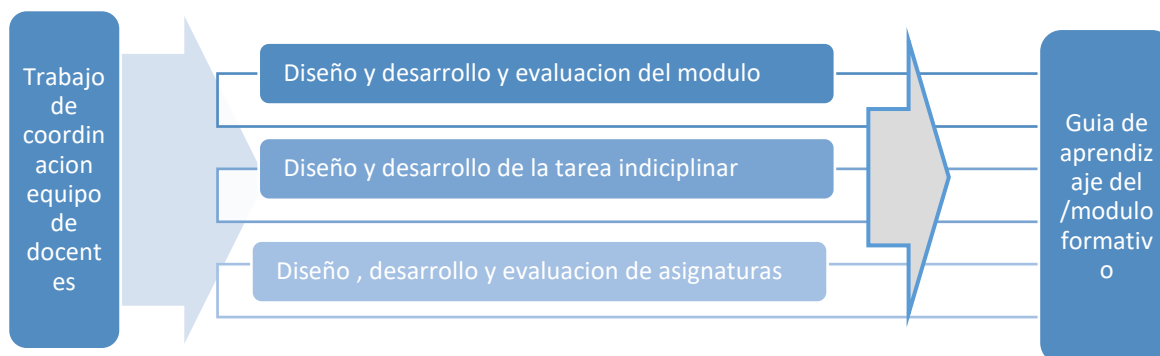 Trabajo
de
coordin
acion
equipo
de
docent
es
Diseño y desarrollo y evaluacion del modulo
Diseño y desarrollo de la tarea indiciplinar
Diseño , desarrollo y evaluacion de asignaturas
Guia de
aprendiz
aje del
/modulo
formativ
o